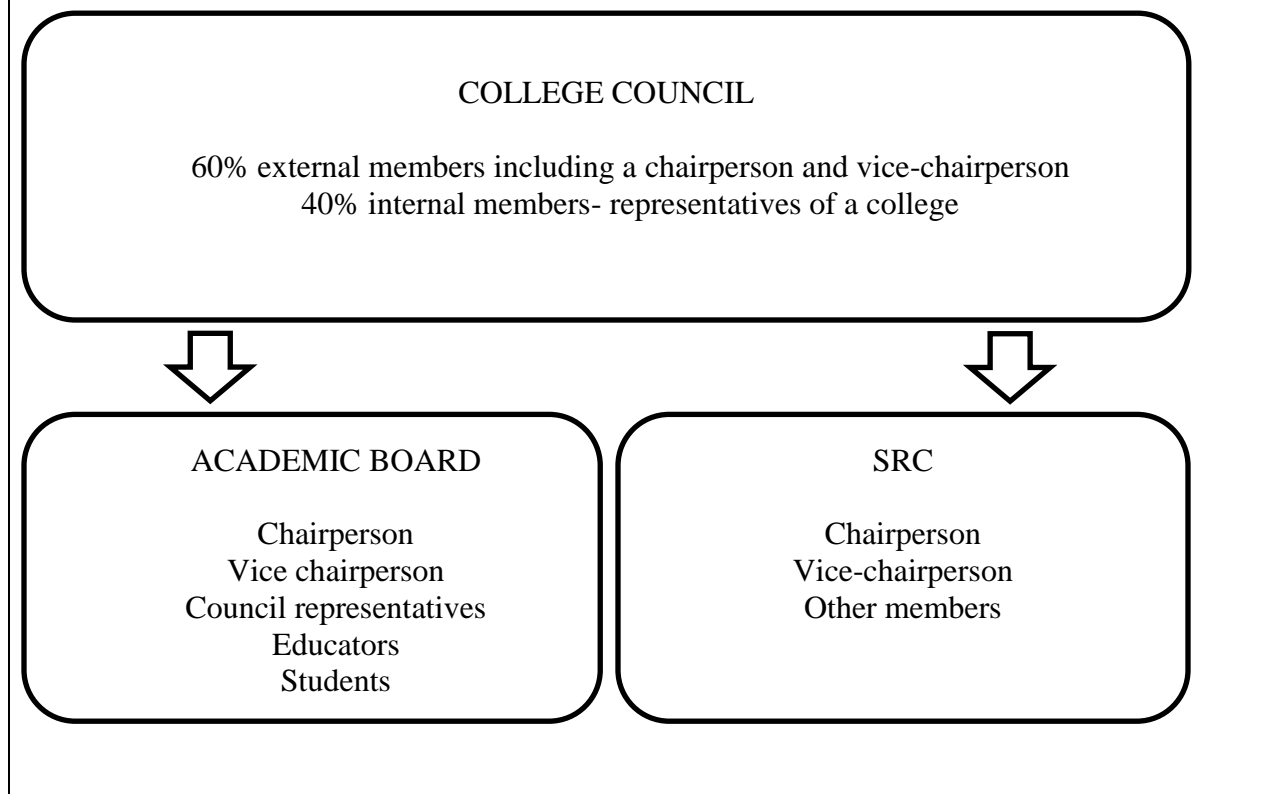 COLLEGE COUNCIL
60% external members including a chairperson and vice-chairperson
40% internal members- representatives of a college
ACADEMIC BOARD
Chairperson
Vice chairperson
Council representatives
Educators
Students
SRC
Chairperson
Vice-chairperson
Other members